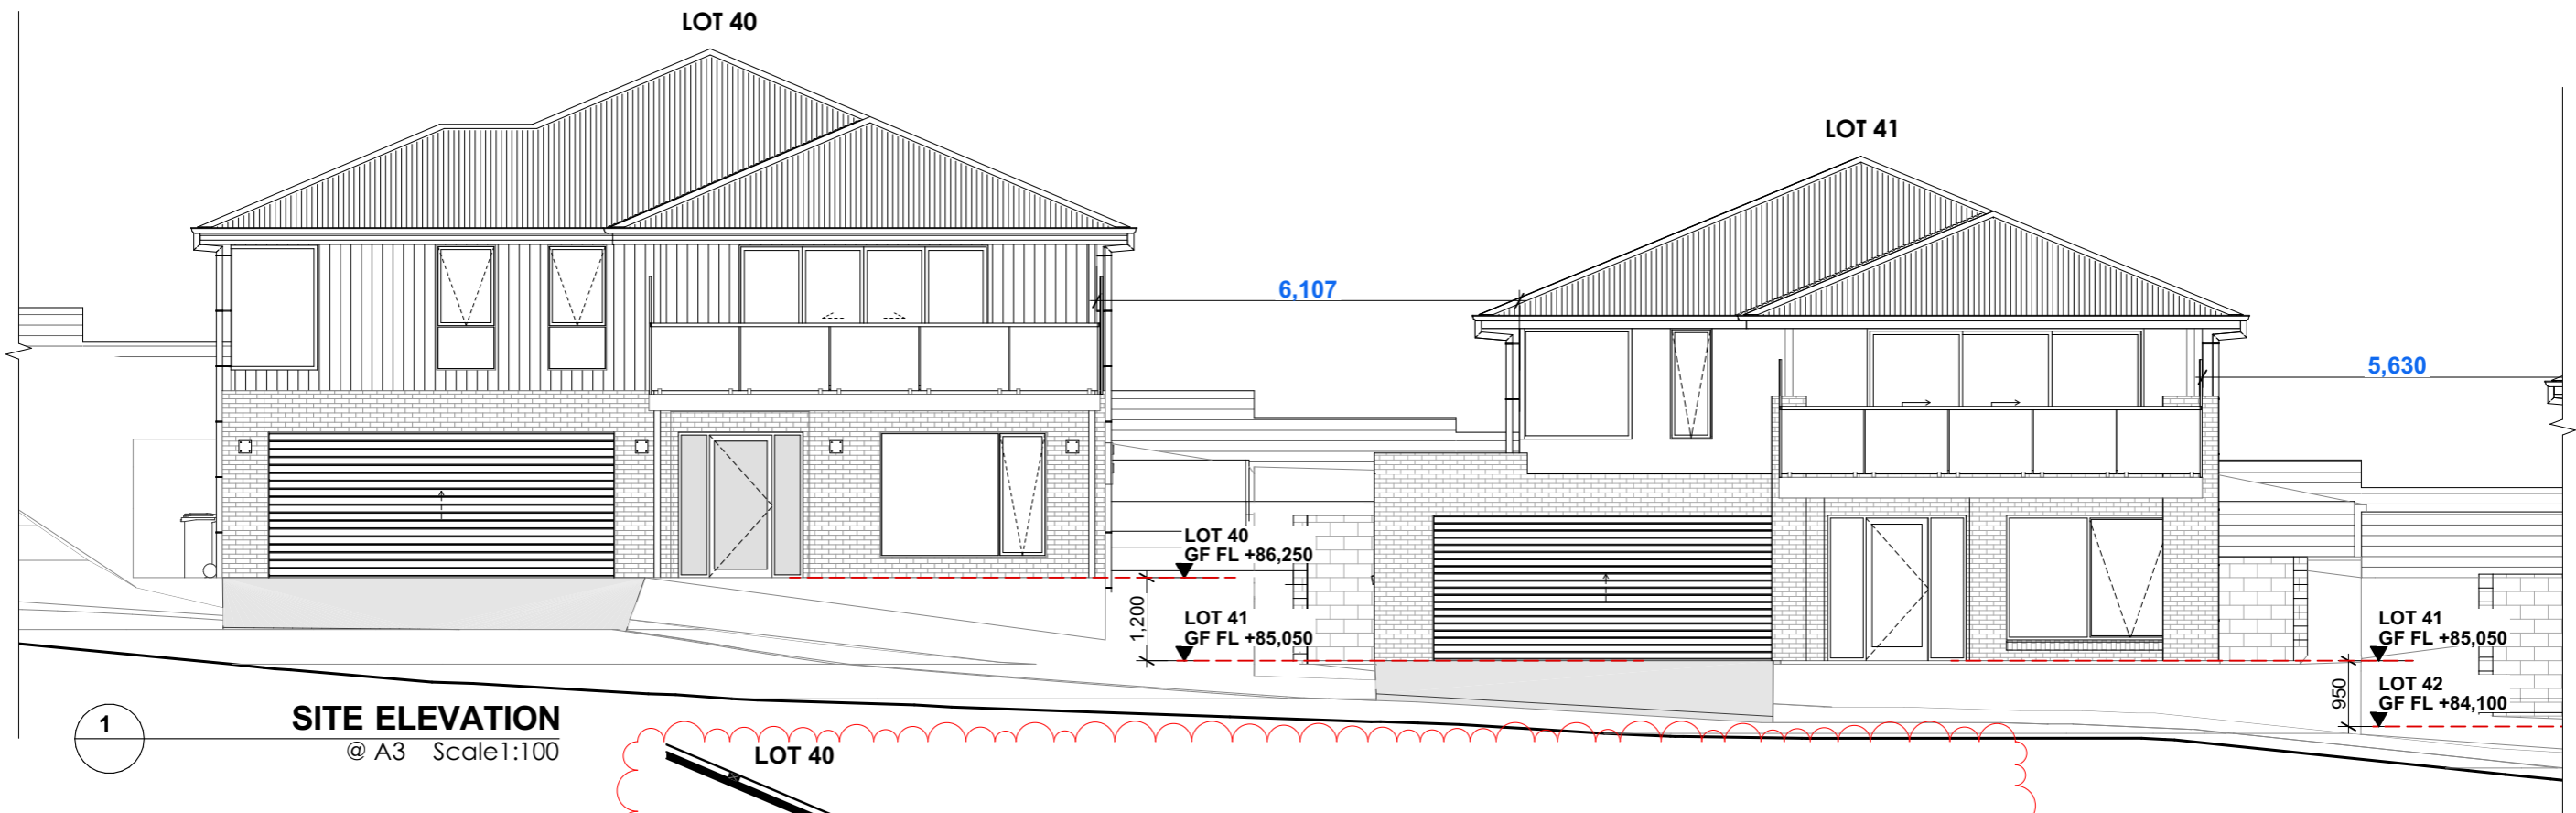 LOT 40
LOT 41
6,107
5,630
LOT 40
GF FL +86,250
1,200
LOT 41
GF FL +85,050
LOT 41
GF FL +85,050
950
LOT 42
GF FL +84,100
1
SITE ELEVATION
@ A3 Scale1:100
LOT 40